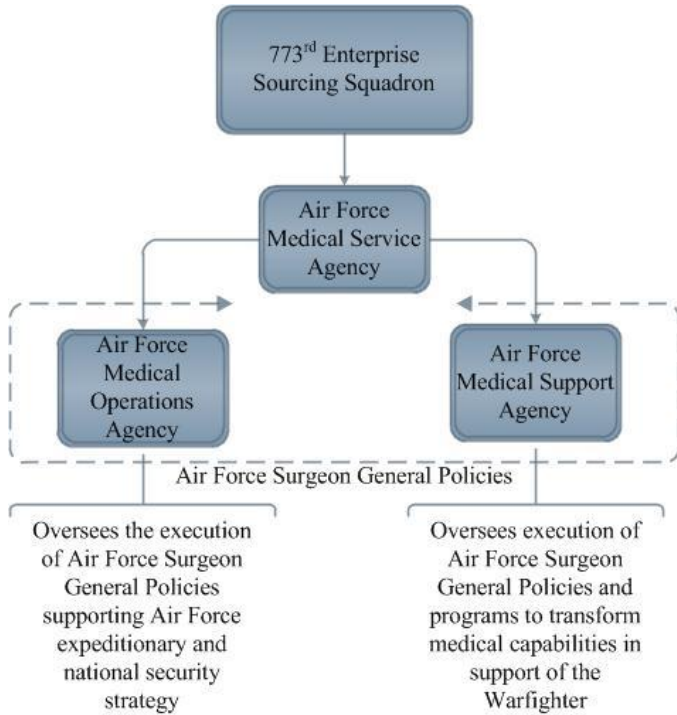 773rd Enterprise
Sourcing Squadron
Air Force
Medical Service
Agency
Air Force
Medical
Operations
Agency
Air Force
Medical Support
Agency
Air Force Surgeon General Policies
Oversees the execution
of Air Force Surgeon
General Policies
supporting Air Force
expeditionary and
national security
strategy
Oversees execution of
Air Force Surgeon
General Policies and
programs to transform
medical capabilities in
support of the
Warfighter